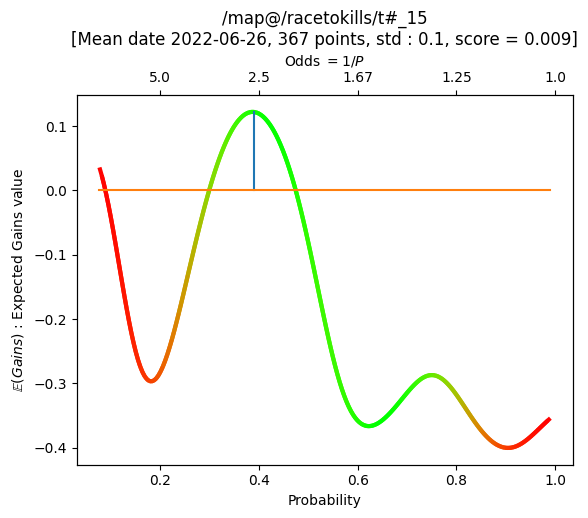 /map@/racetokills/t#_15
[Mean date 2022-06-26, 367 points, std : 0.1, score = 0.009]
Odds = 1/P
5.0 2.5 1.67 1.25 1.0
0.1
0.0
−0.1
−0.2
−0.3
−0.4
𝔼(Gains) : Expected Gains value
0.2 0.4 0.6 0.8 1.0
Probability